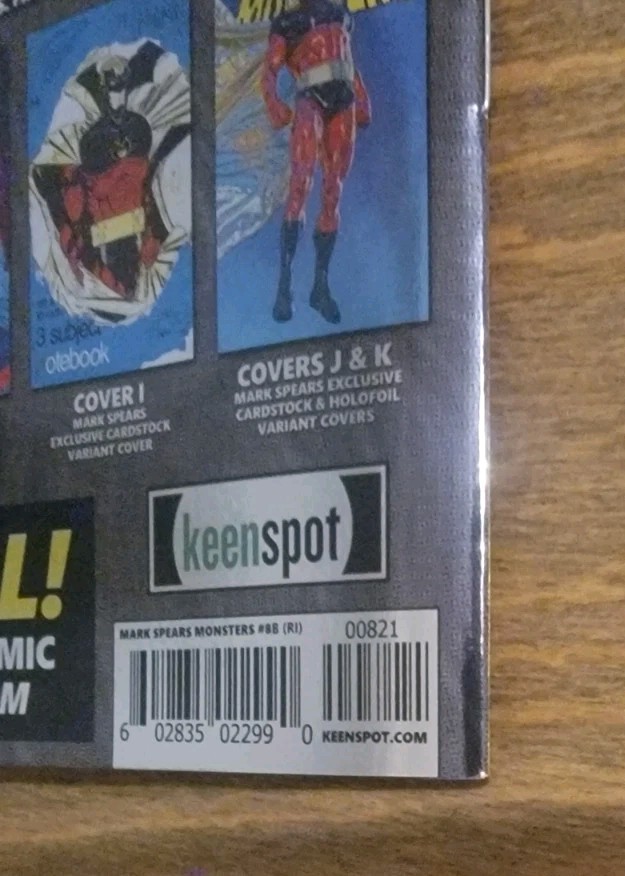 3 subject
otebook
COVER I
MARK SPEARS
EXCLUSIVE CARDSTOCK
VARIANT COVER
COVERS J & K
MARK SPEARS EXCLUSIVE
CARDSTOCK & HOLOFOIL
VARIANT COVERS
keenspot
L!
MIC
M
MARK SPEARS MONSTERS #8B (RI)
00821
6 02835 02299 0
KEENSPOT.COM